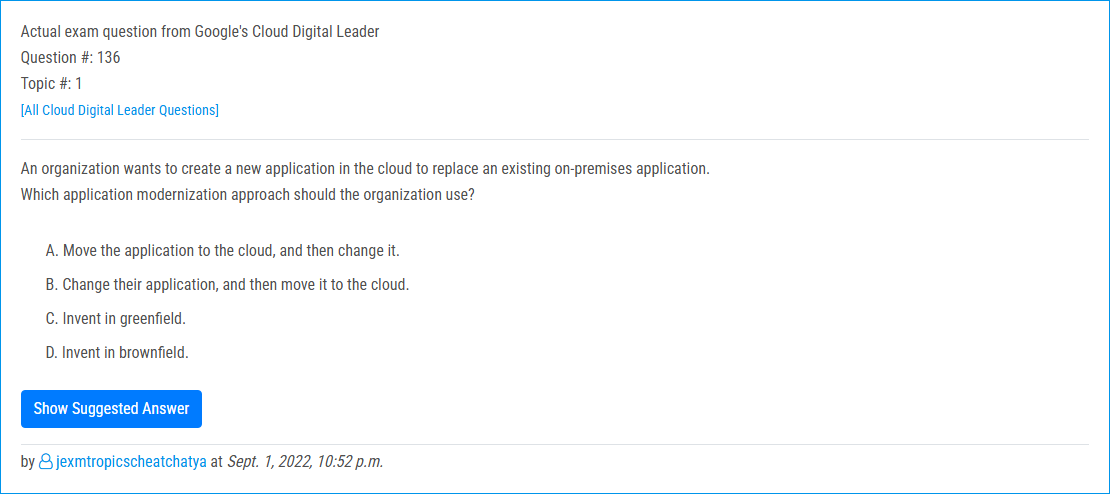 Actual exam question from Google's Cloud Digital Leader
Question #: 136
Topic #: 1
[All Cloud Digital Leader Questions]
An organization wants to create a new application in the cloud to replace an existing on-premises application.
Which application modernization approach should the organization use?
A. Move the application to the cloud, and then change it.
B. Change their application, and then move it to the cloud.
C. Invent in greenfield.
D. Invent in brownfield.
Show Suggested Answer
by jexmtropicscheatchatya at Sept. 1, 2022, 10:52 p.m.